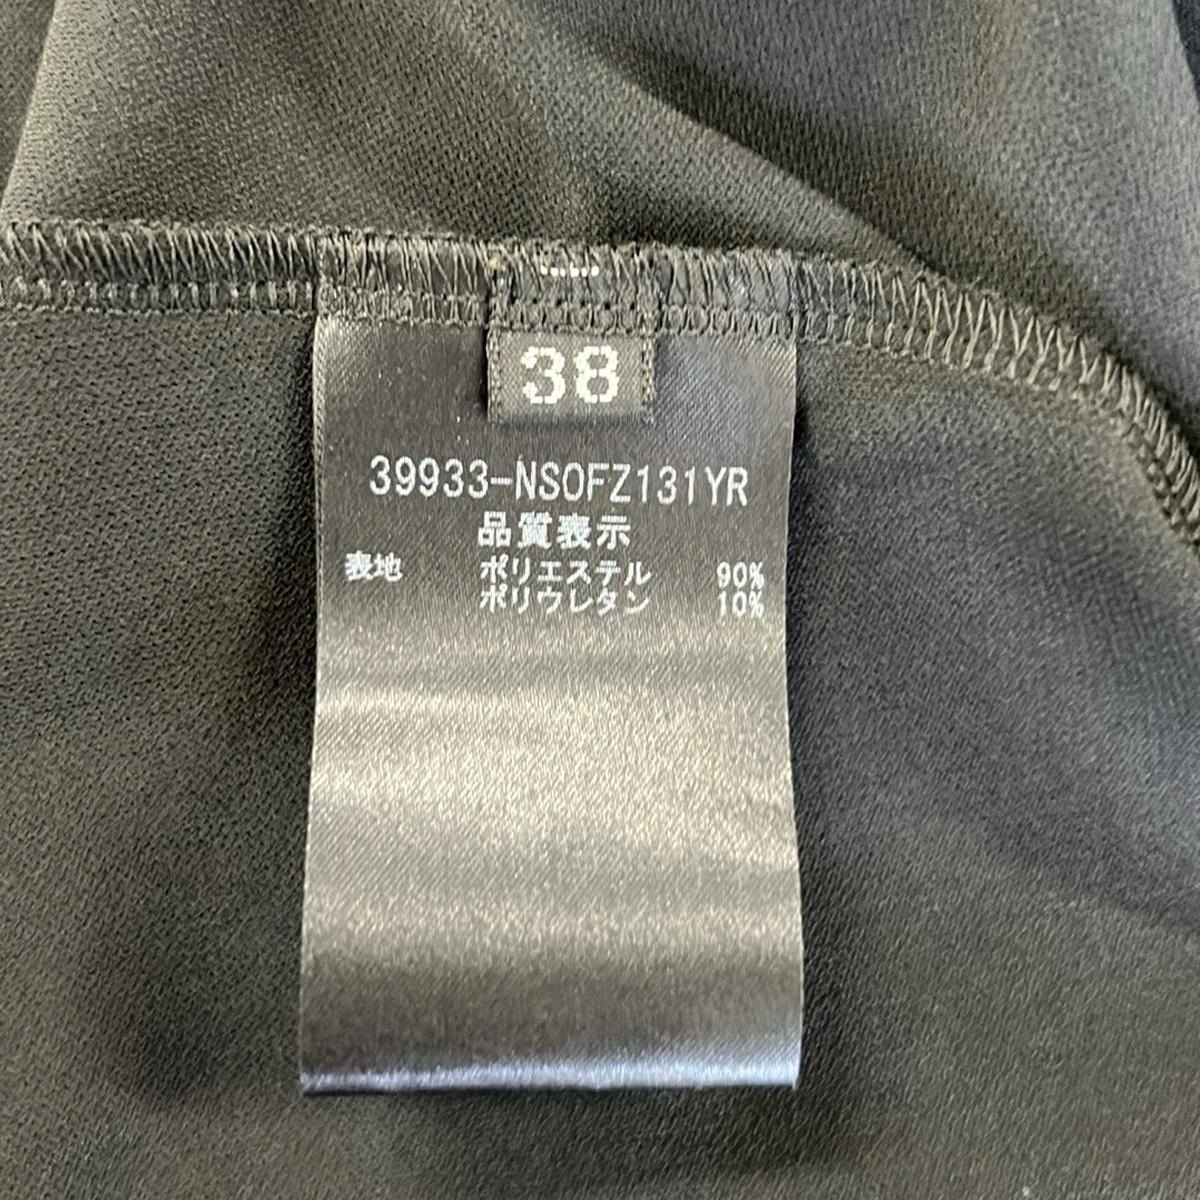 38
39933-NSOFZ131YR
品質表示
表地 ポリエステル 90%
ポリウレタン 10%